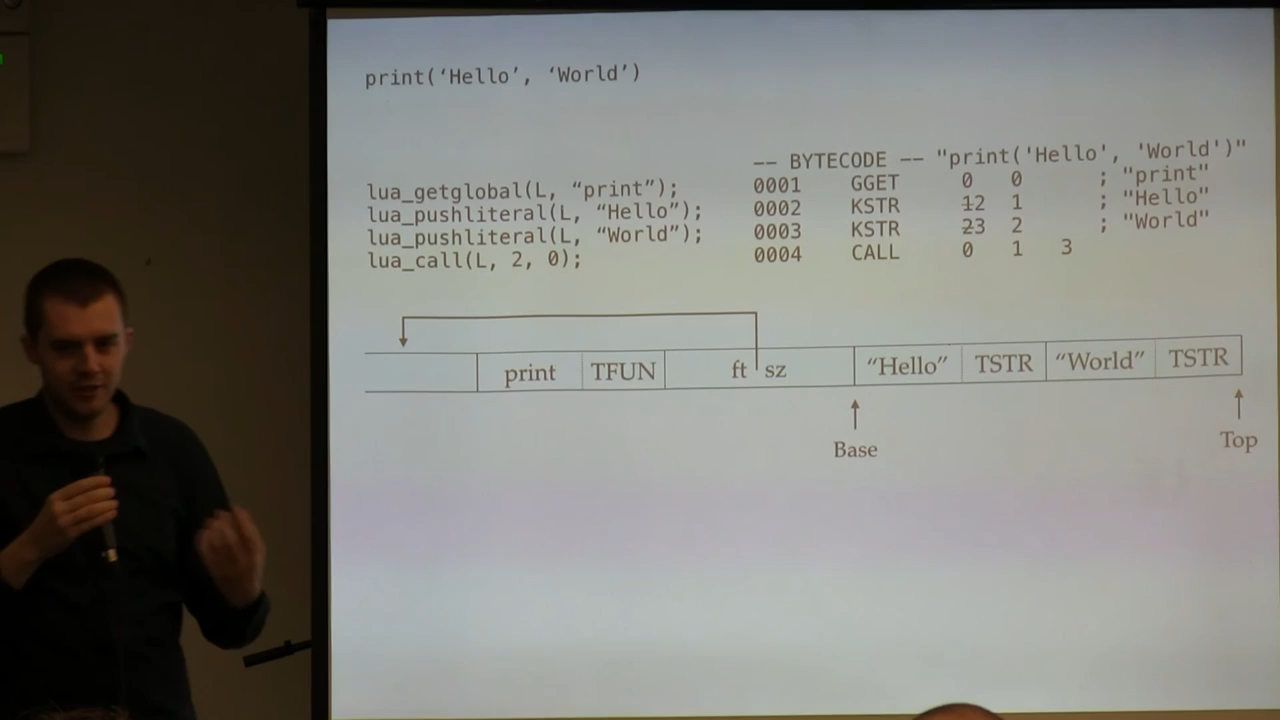 print(‘Hello’, ‘World’)
-- BYTECODE -- "print('Hello', 'World')"
lua_getglobal(L, “print”); 0001 GGET 0 0 ; "print"
lua_pushliteral(L, “Hello”); 0002 KSTR 12 1 ; "Hello"
lua_pushliteral(L, “World”); 0003 KSTR 23 2 ; "World"
lua_call(L, 2, 0); 0004 CALL 0 1 3
print TFUN ft sz “Hello” TSTR “World” TSTR
Base Top